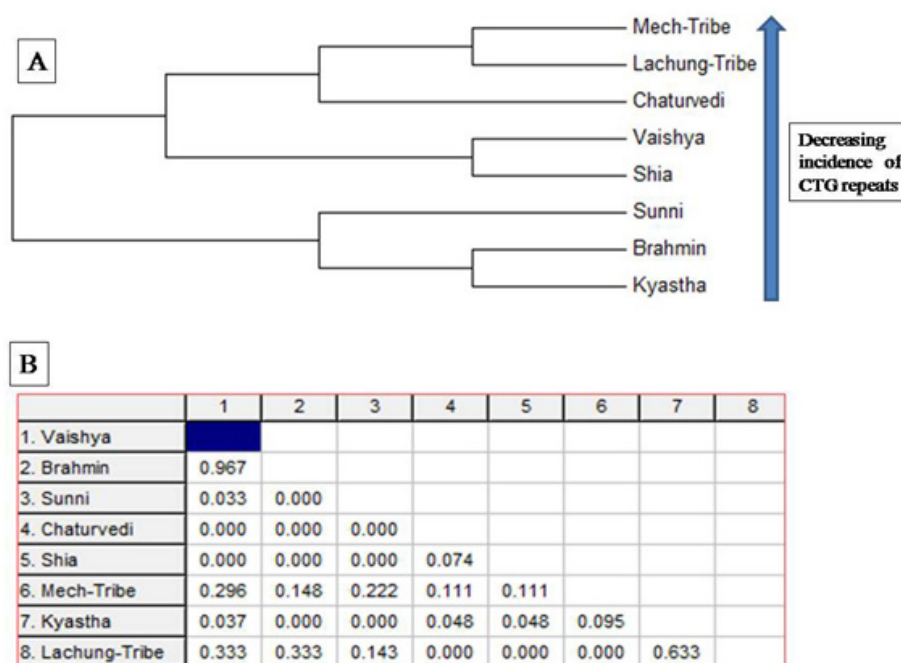 A
Mech-Tribe
Lachung-Tribe
Chaturvedi
Vaishya
Shia
Sunni
Brahmin
Kyastha
Decreasing
incidence of
CTG repeats
B
1 2 3 4 5 6 7 8
1. Vaishya
2. Brahmin 0.967
3. Sunni 0.033 0.000
4. Chaturvedi 0.000 0.000 0.000
5. Shia 0.000 0.000 0.000 0.074
6. Mech-Tribe 0.296 0.148 0.222 0.111 0.111
7. Kyastha 0.037 0.000 0.000 0.048 0.048 0.095
8. Lachung-Tribe 0.333 0.333 0.143 0.000 0.000 0.000 0.633